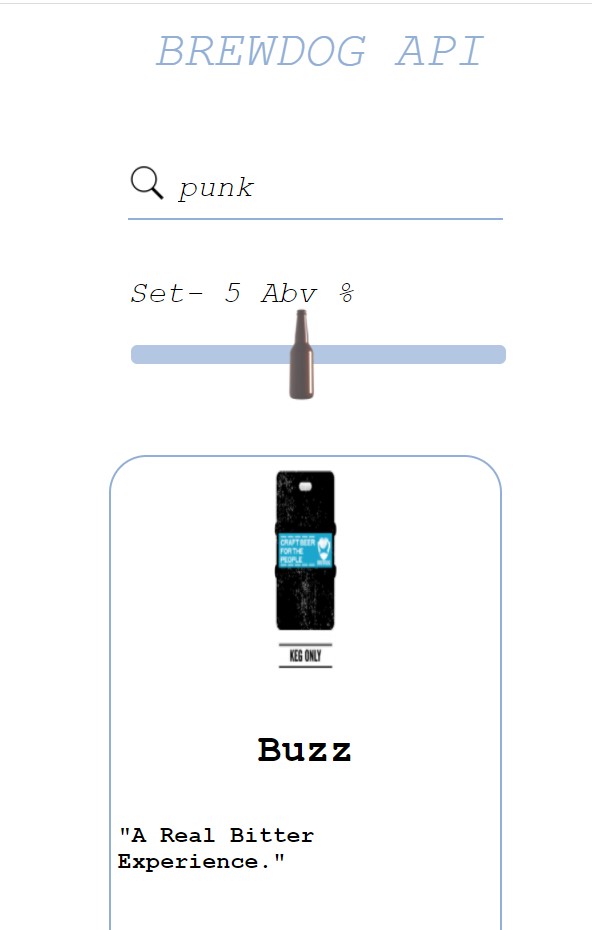 BREWDOG API
punk
Set- 5 Abv %
CRAFT BEER
FOR THE
PEOPLE
KEG ONLY
Buzz
"A Real Bitter
Experience."